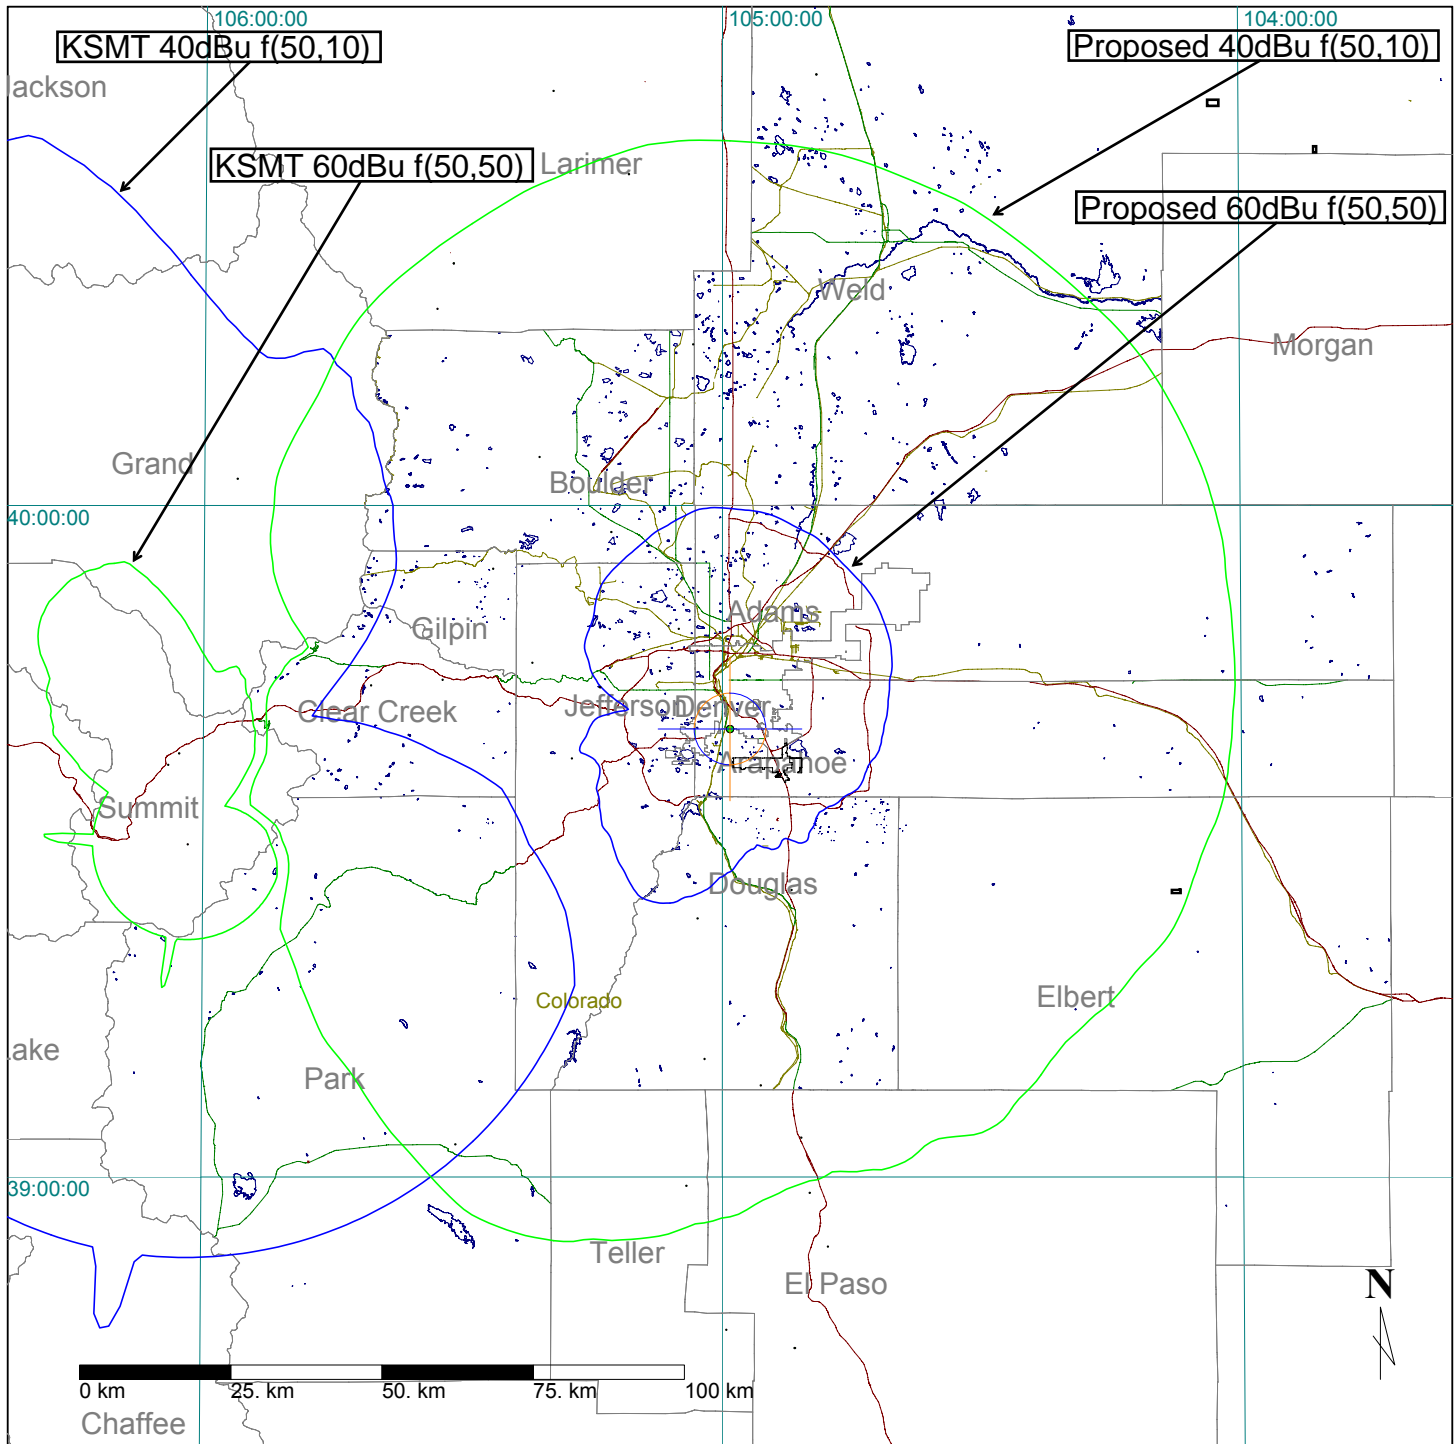 106:00:00
105:00:00
104:00:00
KSMT 40dBu f(50,10)
Proposed 40dBu f(50,10)
Jackson
KSMT 60dBu f(50,50)
Larimer
Proposed 60dBu f(50,50)
Weld
Morgan
Grand
Boulder
40:00:00
Adams
Gilpin
Clear Creek
Jefferson
Denver
Arapahoe
Summit
Douglas
Colorado
Elbert
Lake
Park
39:00:00
Teller
El Paso
N
0 km
25. km
50. km
75. km
100 km
Chaffee